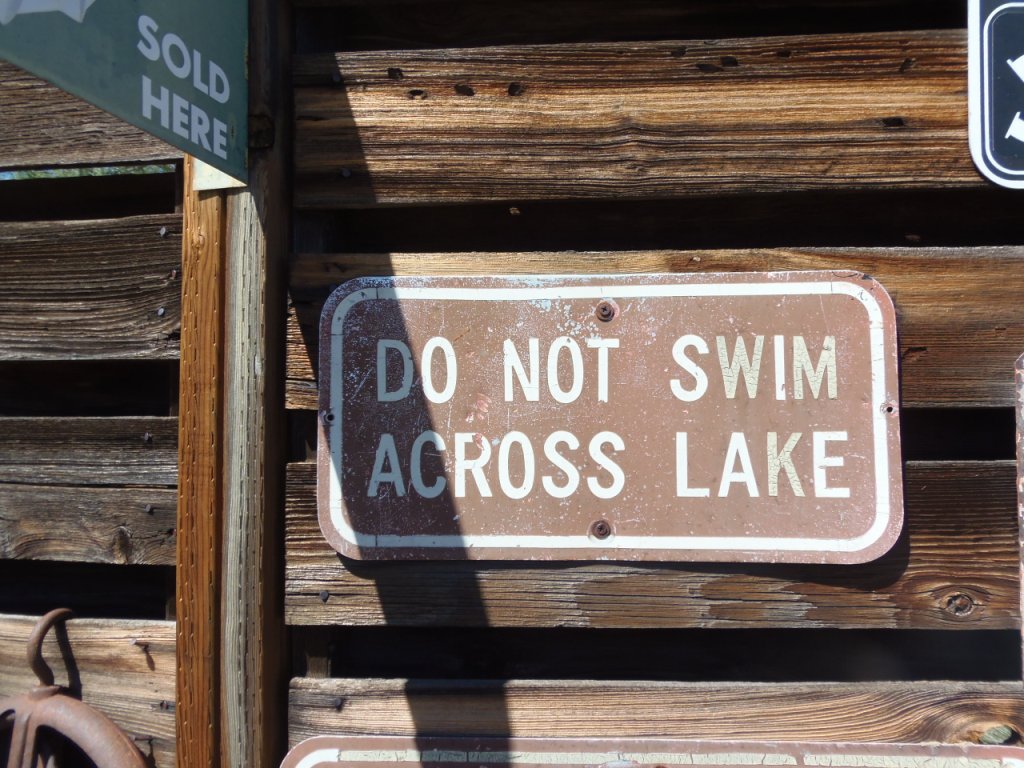 SOLD
HERE
DO NOT SWIM
ACROSS LAKE